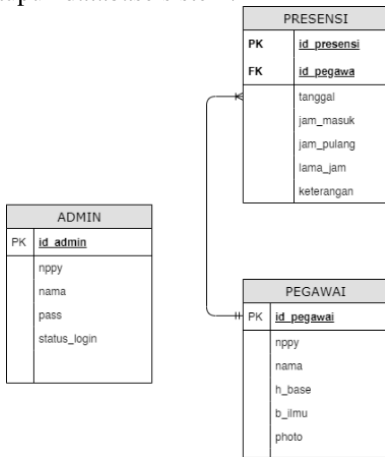 PRESENSI
PK id_presensi
FK id_pegawa
tanggal
jam_masuk
jam_pulang
lama_jam
keterangan
ADMIN
PK id_admin
nppy
nama
pass
status_login
PEGAWAI
PK id_pegawai
nppy
nama
h_base
b_ilmu
photo